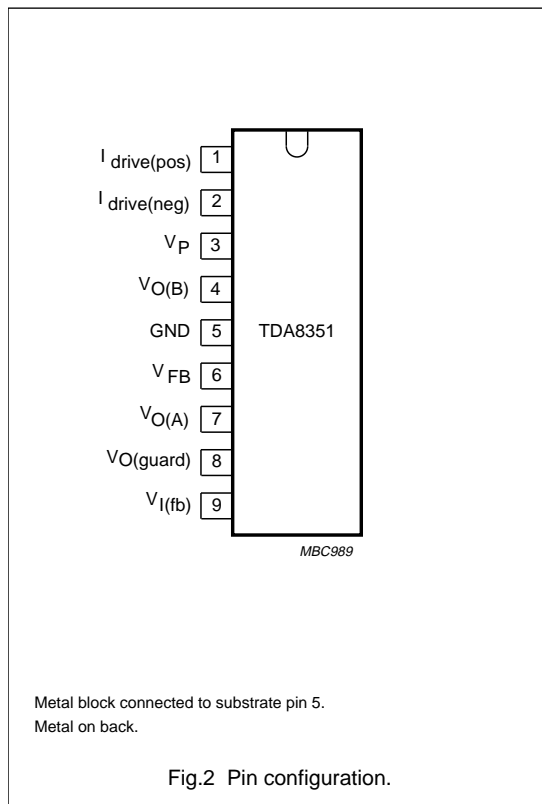 I drive(pos) 1
I drive(neg) 2
VP 3
VO(B) 4
GND 5 TDA8351
VFB 6
VO(A) 7
VO(guard) 8
VI(fb) 9
MBC989
Metal block connected to substrate pin 5.
Metal on back.
Fig.2 Pin configuration.